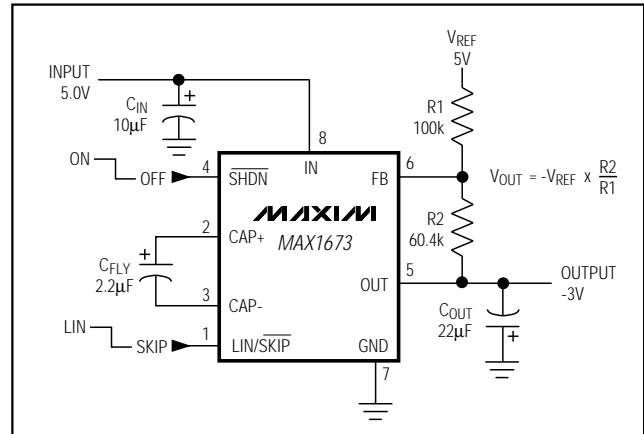 VREF
5V
INPUT
5.0V
CIN
+
10µF
R1
100k
8
IN
ON
OFF
4
SHDN
FB
6
VOUT = -VREF x R2
R1
MAXIM
MAX1673
R2
60.4k
2
CAP+
+
CFLY
2.2µF
5
OUT
OUTPUT
-3V
3
CAP-
COUT
22µF
+
LIN
SKIP
1
LIN/SKIP
GND
7